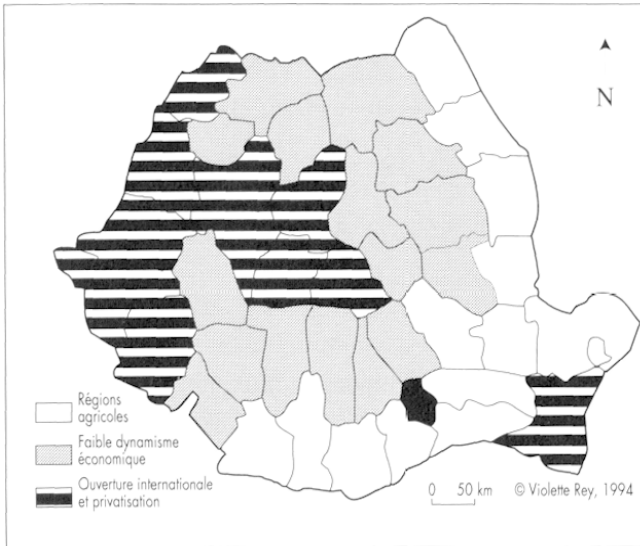 N
Régions
agricoles
Faible dynamisme
économique
Ouverture internationale
et privatisation
0 50 km © Violette Rey, 1994